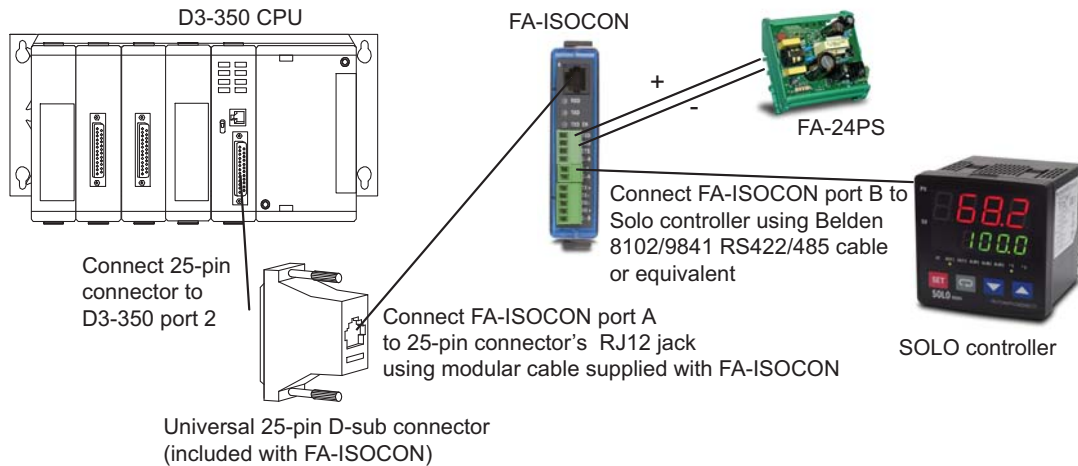 D3-350 CPU
FA-ISOCON
+
-
FA-24PS
RXD
TXD
68.2
100.0
SET
SOLO
Connect FA-ISOCON port B to
Solo controller using Belden
8102/9841 RS422/485 cable
or equivalent
Connect 25-pin
connector to
D3-350 port 2
Connect FA-ISOCON port A
to 25-pin connector's RJ12 jack
using modular cable supplied with FA-ISOCON
SOLO controller
Universal 25-pin D-sub connector
(included with FA-ISOCON)